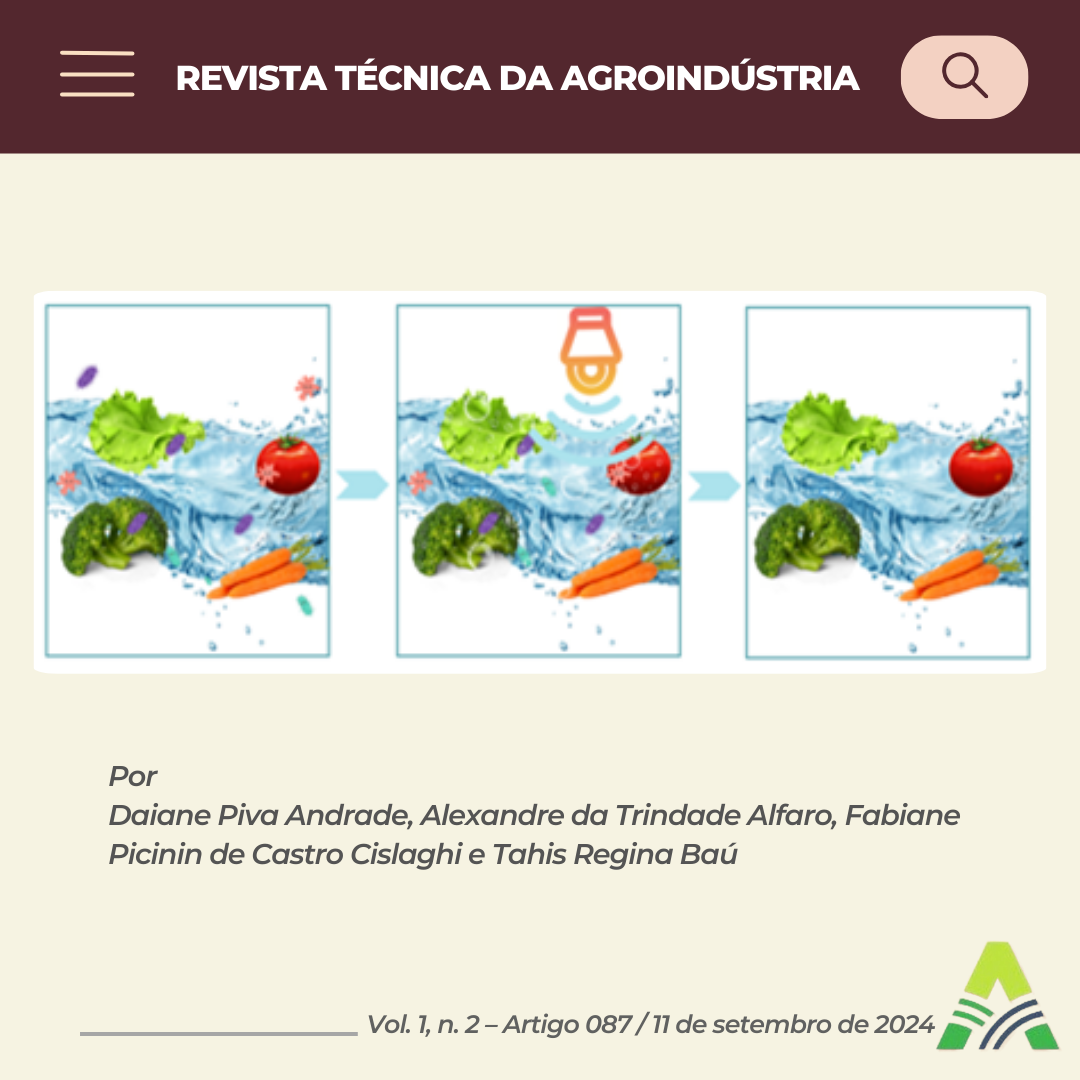 REVISTA TÉCNICA DA AGROINDÚSTRIA
Por
Daiane Piva Andrade, Alexandre da Trindade Alfaro, Fabiane
Picinin de Castro Cislaghi e Tahis Regina Baú
Vol. 1, n. 2 – Artigo 087 / 11 de setembro de 2024